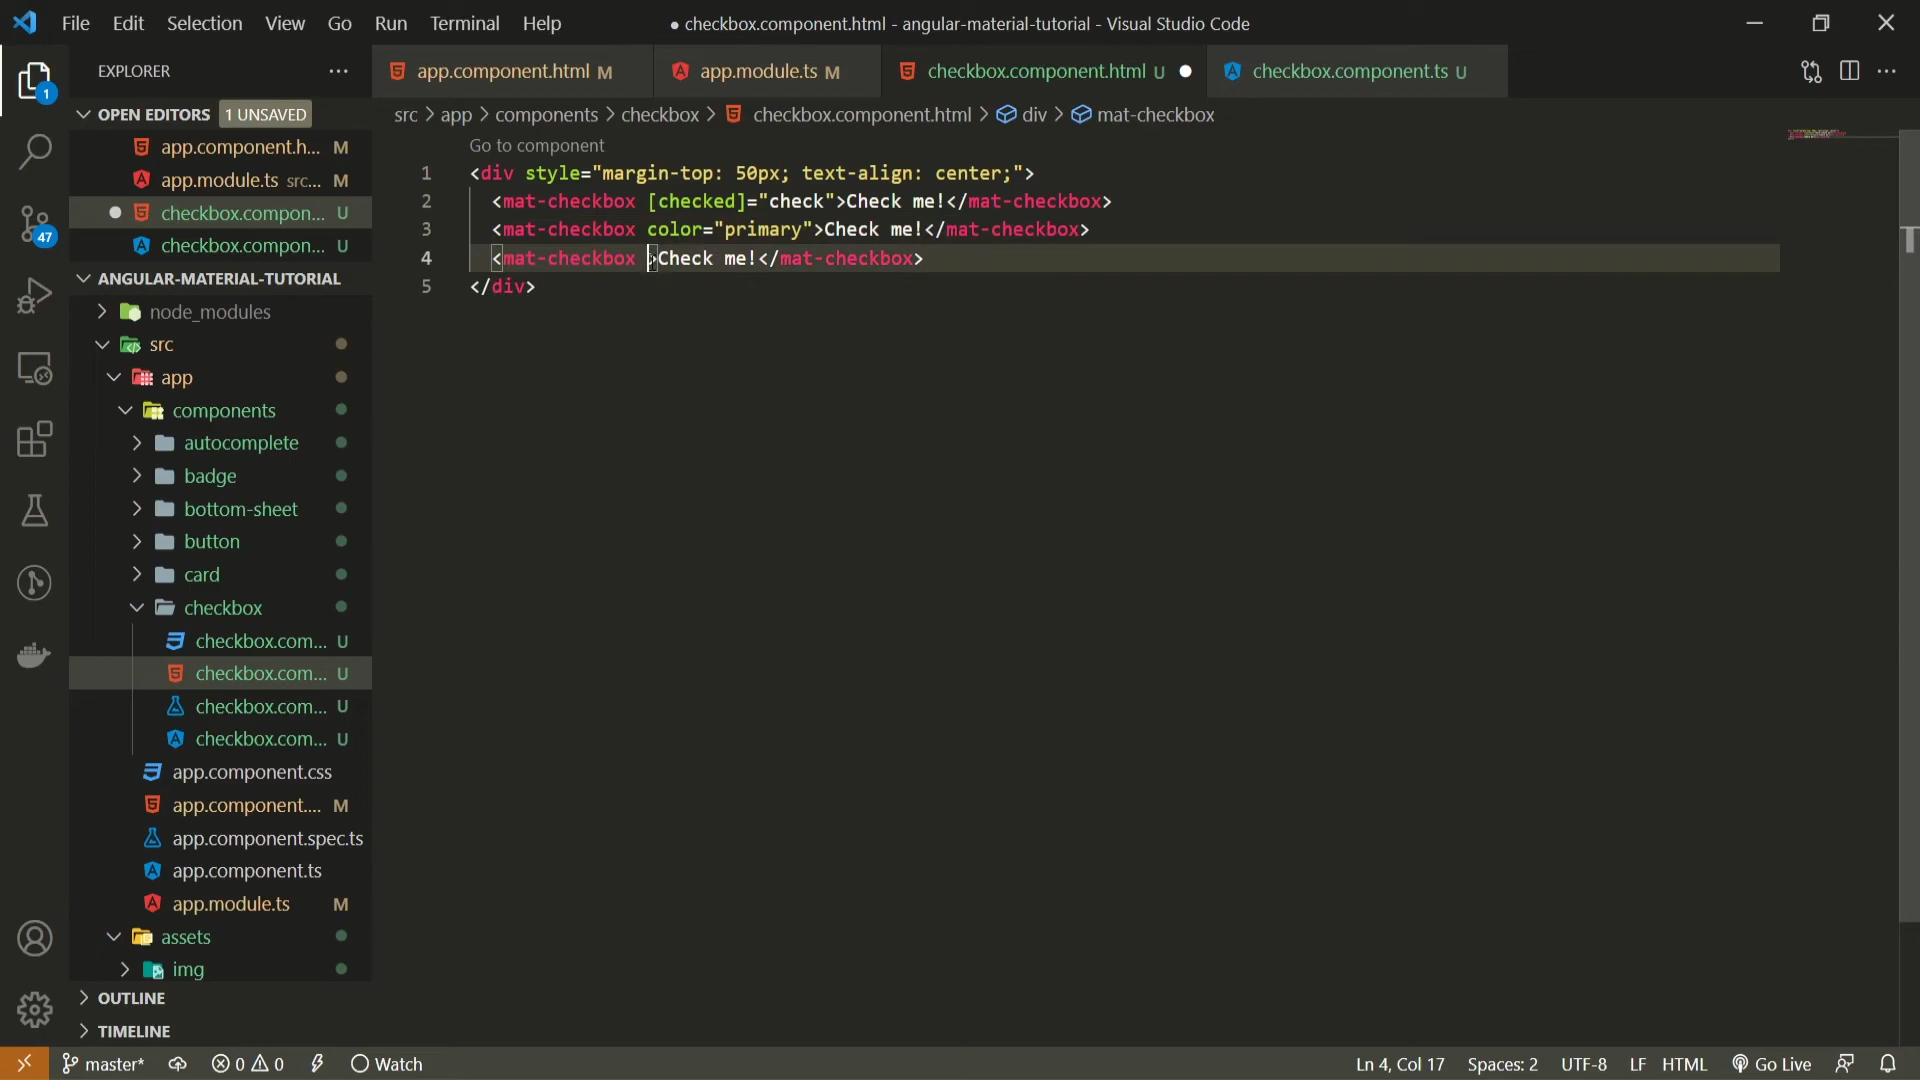 File Edit Selection View Go Run Terminal Help
● checkbox.component.html - angular-material-tutorial - Visual Studio Code
EXPLORER
1
47
OPEN EDITORS 1 UNSAVED
app.component.h... M
app.module.ts src... M
checkbox.compon... U
checkbox.compon... U
ANGULAR-MATERIAL-TUTORIAL
node_modules
src
app
components
autocomplete
badge
bottom-sheet
button
card
checkbox
checkbox.com... U
checkbox.com... U
checkbox.com... U
checkbox.com... U
app.component.css
app.component.... M
app.component.spec.ts
app.component.ts
app.module.ts M
assets
img
OUTLINE
TIMELINE
app.component.html M
app.module.ts M
checkbox.component.html U ●
checkbox.component.ts U
src > app > components > checkbox > checkbox.component.html > div > mat-checkbox
Go to component
1 <div style="margin-top: 50px; text-align: center;">
2 <mat-checkbox [checked]="check">Check me!</mat-checkbox>
3 <mat-checkbox color="primary">Check me!</mat-checkbox>
4 <mat-checkbox >Check me!</mat-checkbox>
5 </div>
master* 0 0 Watch
Ln 4, Col 17 Spaces: 2 UTF-8 LF HTML Go Live